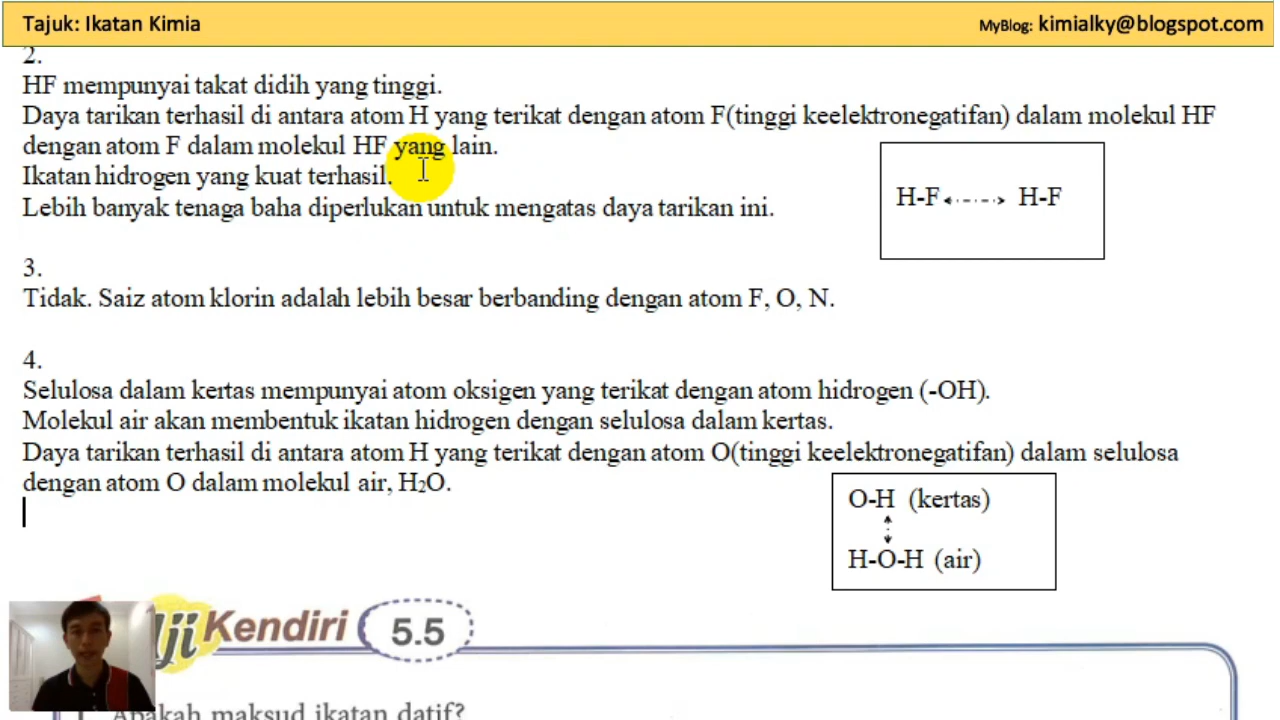 Tajuk: Ikatan Kimia
MyBlog: kimialky@blogspot.com
2.
HF mempunyai takat didih yang tinggi.
Daya tarikan terhasil di antara atom H yang terikat dengan atom F(tinggi keelektronegatifan) dalam molekul HF
dengan atom F dalam molekul HF yang lain.
Ikatan hidrogen yang kuat terhasil.
Lebih banyak tenaga baha diperlukan untuk mengatas daya tarikan ini.
H-F H-F
3.
Tidak. Saiz atom klorin adalah lebih besar berbanding dengan atom F, O, N.
4.
Selulosa dalam kertas mempunyai atom oksigen yang terikat dengan atom hidrogen (-OH).
Molekul air akan membentuk ikatan hidrogen dengan selulosa dalam kertas.
Daya tarikan terhasil di antara atom H yang terikat dengan atom O(tinggi keelektronegatifan) dalam selulosa
dengan atom O dalam molekul air, H₂O.
O-H (kertas)
H-O-H (air)
Kendiri 5.5
Apakah maksud ikatan datif?